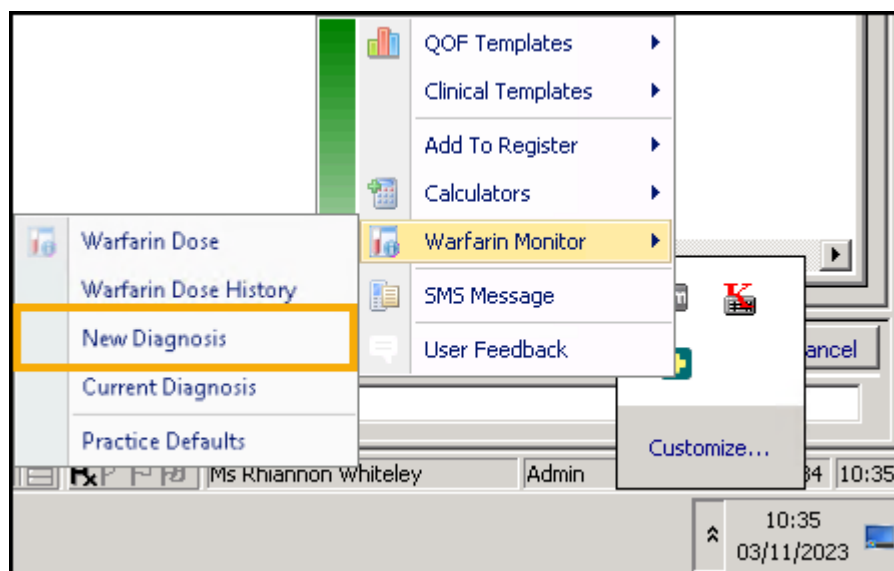 QOF Templates
Clinical Templates
Add To Register
Calculators
Warfarin Monitor
SMS Message
User Feedback
Warfarin Dose
Warfarin Dose History
New Diagnosis
Current Diagnosis
Practice Defaults
ancel
Customize...
Ms Rhiannon Whiteley
Admin
34
10:35
10:35
03/11/2023